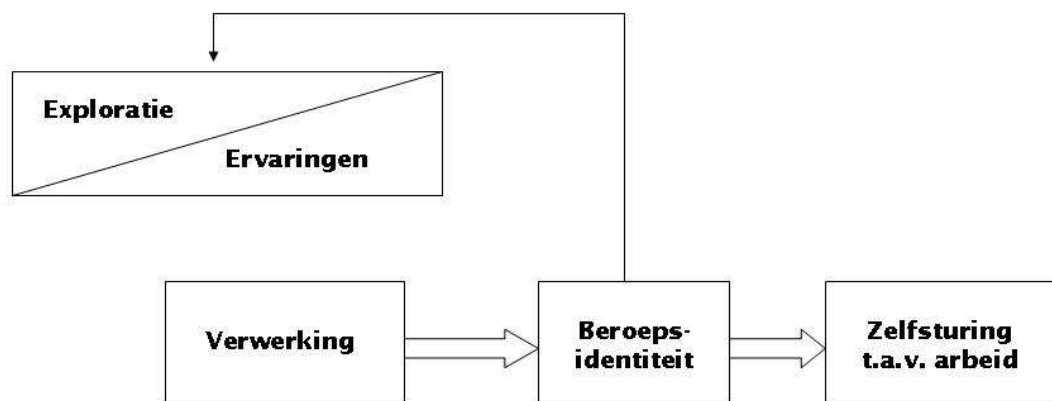 Exploratie
Ervaringen
Verwerking
Beroeps-
identiteit
Zelfsturing
t.a.v. arbeid